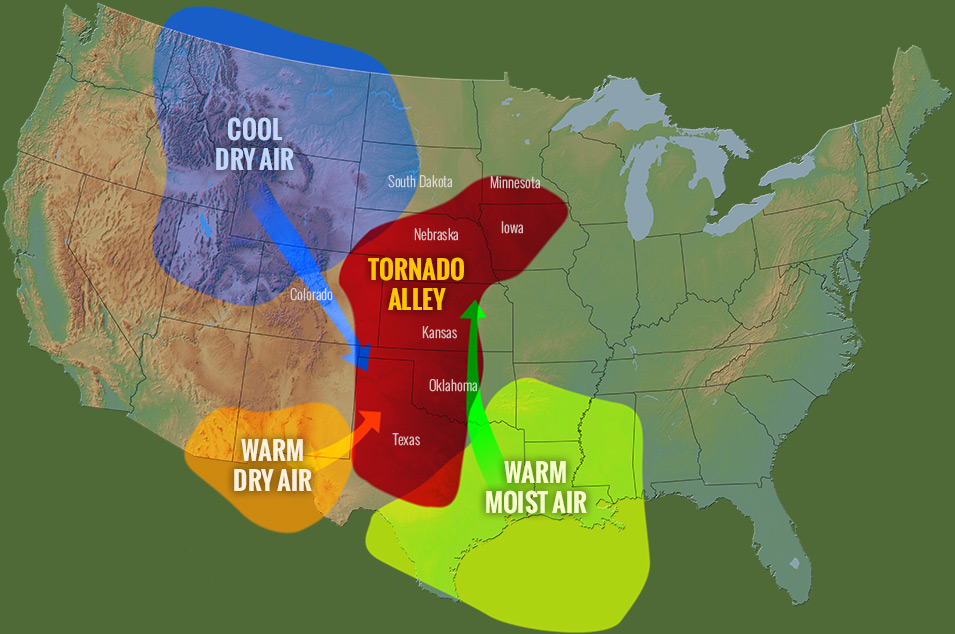 COOL
DRY AIR
South Dakota
Minnesota
Iowa
Nebraska
TORNADO
ALLEY
Colorado
Kansas
Oklahoma
Texas
WARM
DRY AIR
WARM
MOIST AIR